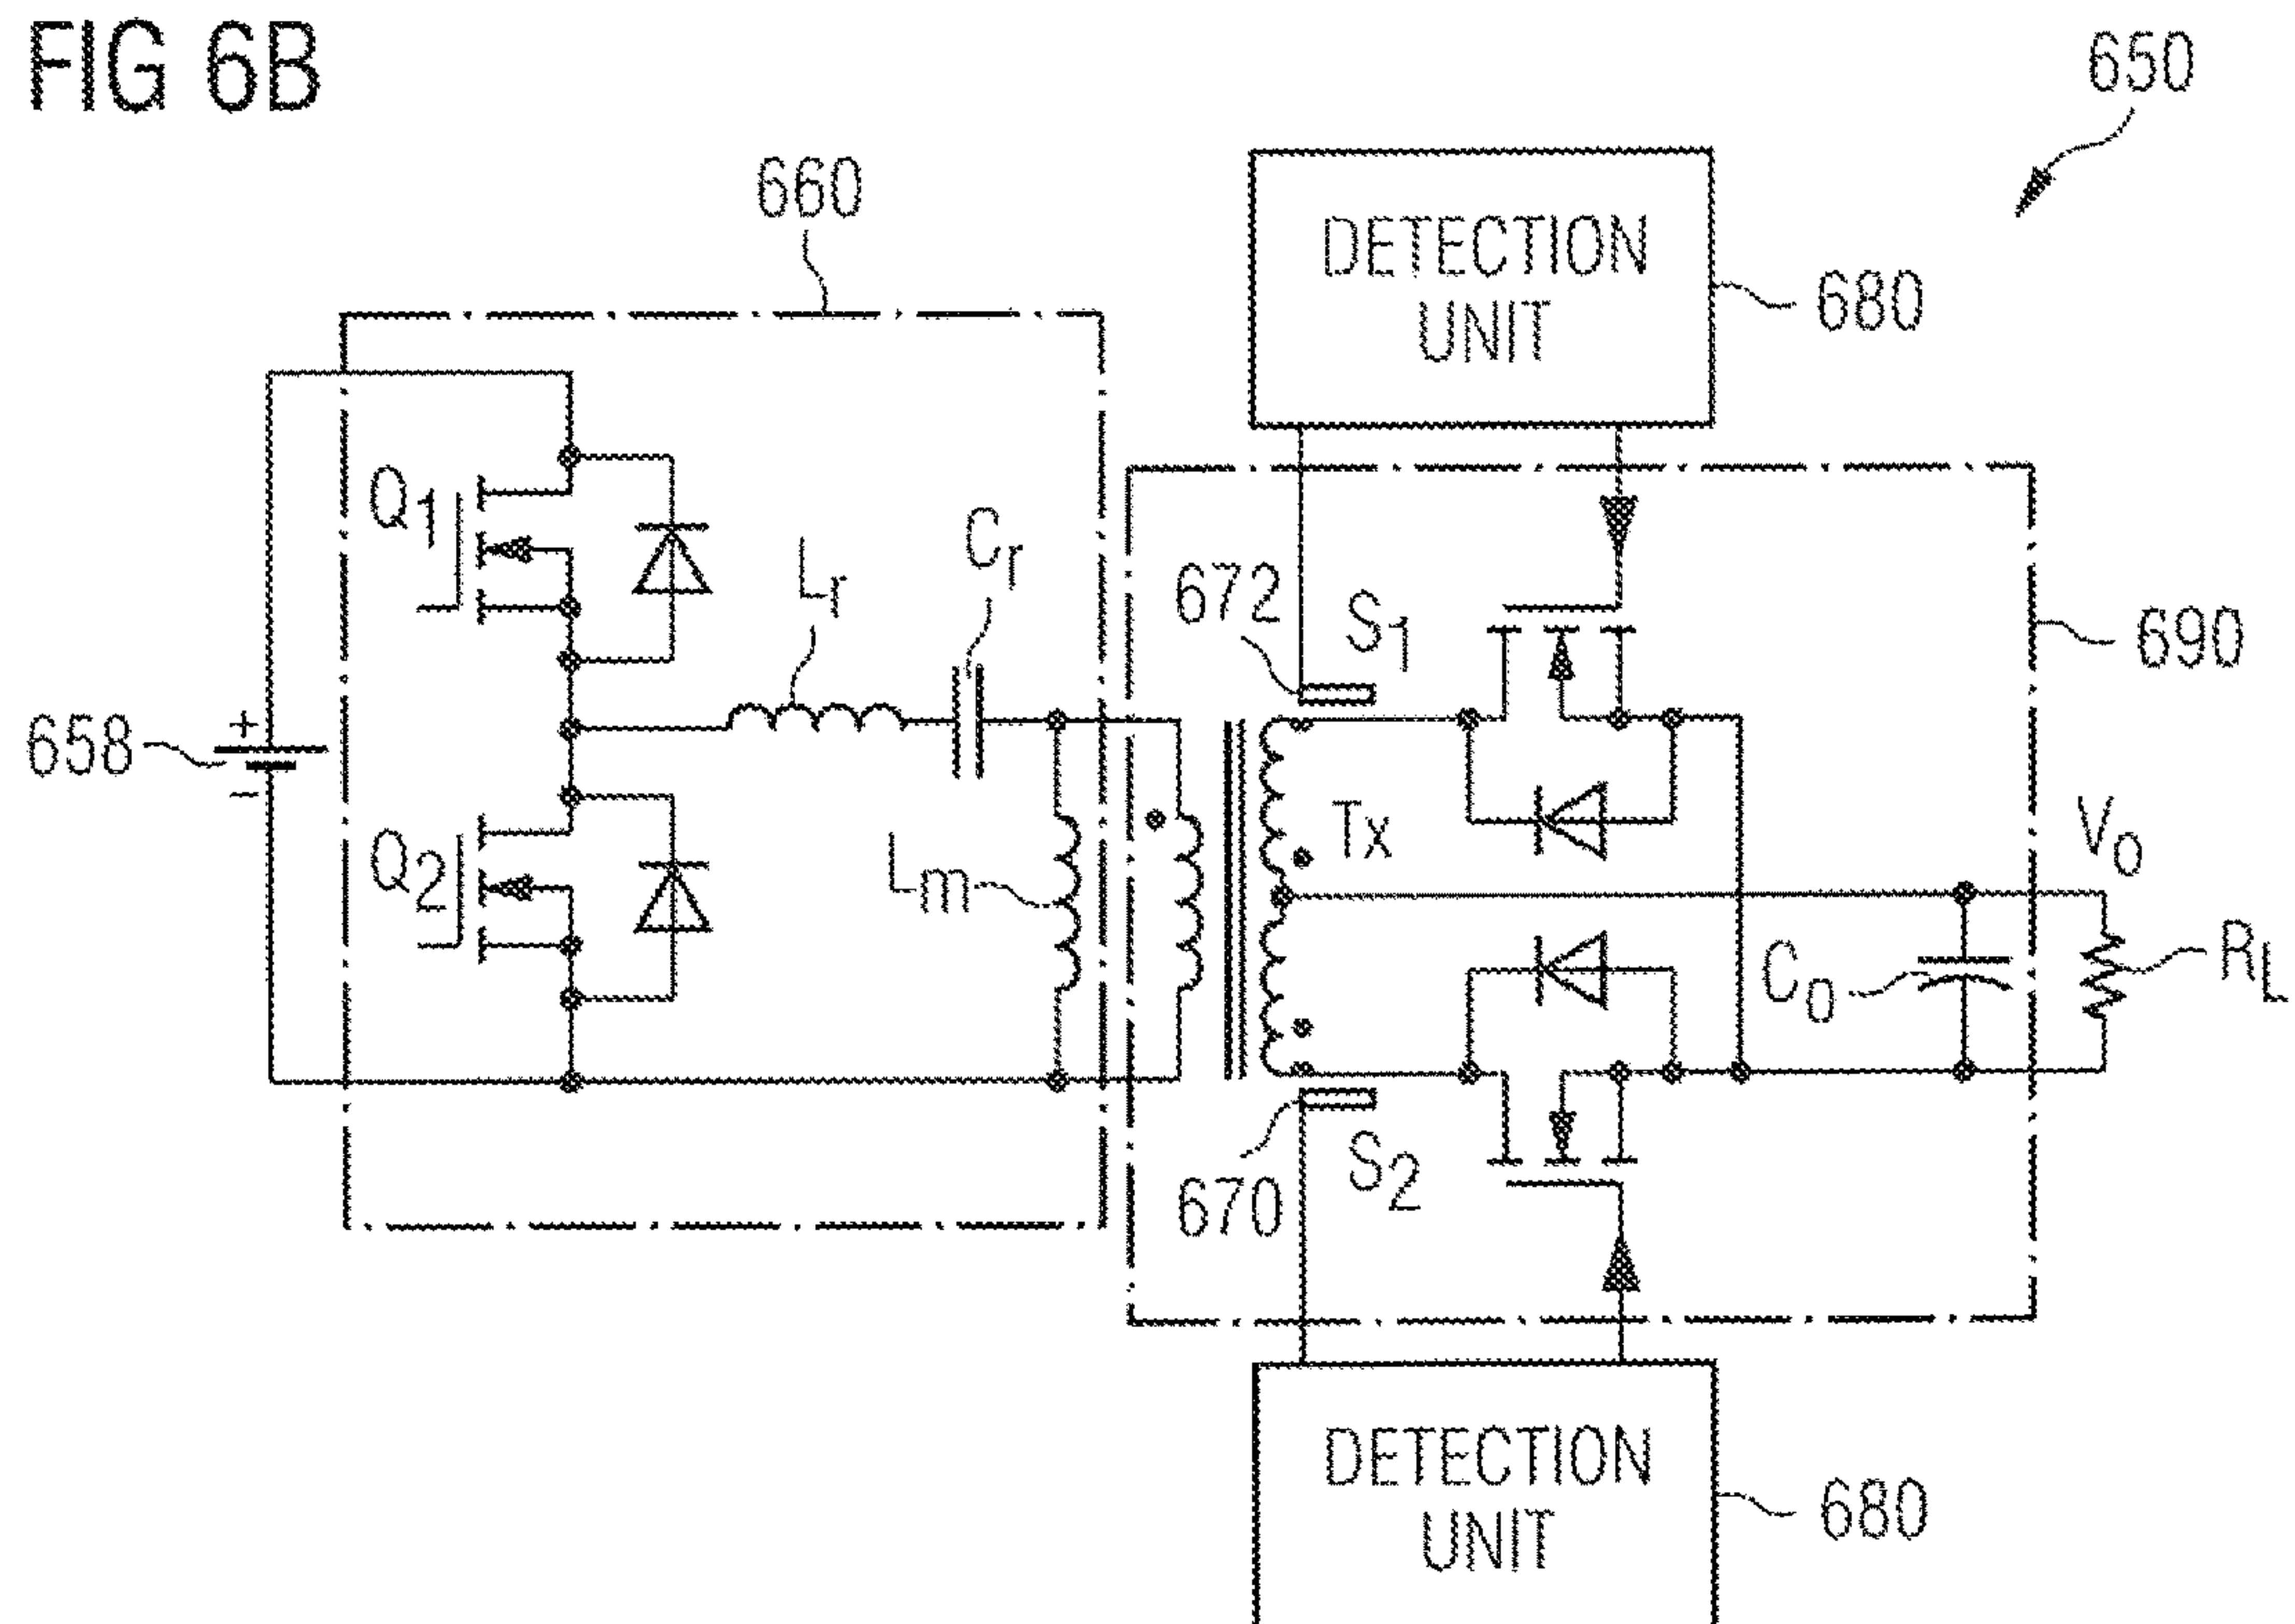 FIG 6B
650
660
DETECTION
UNIT
680
Q1
Lr
Cr
672
S1
690
658
+
−
Q2
Lm
Tx
Vo
Co
RL
670
S2
DETECTION
UNIT
680